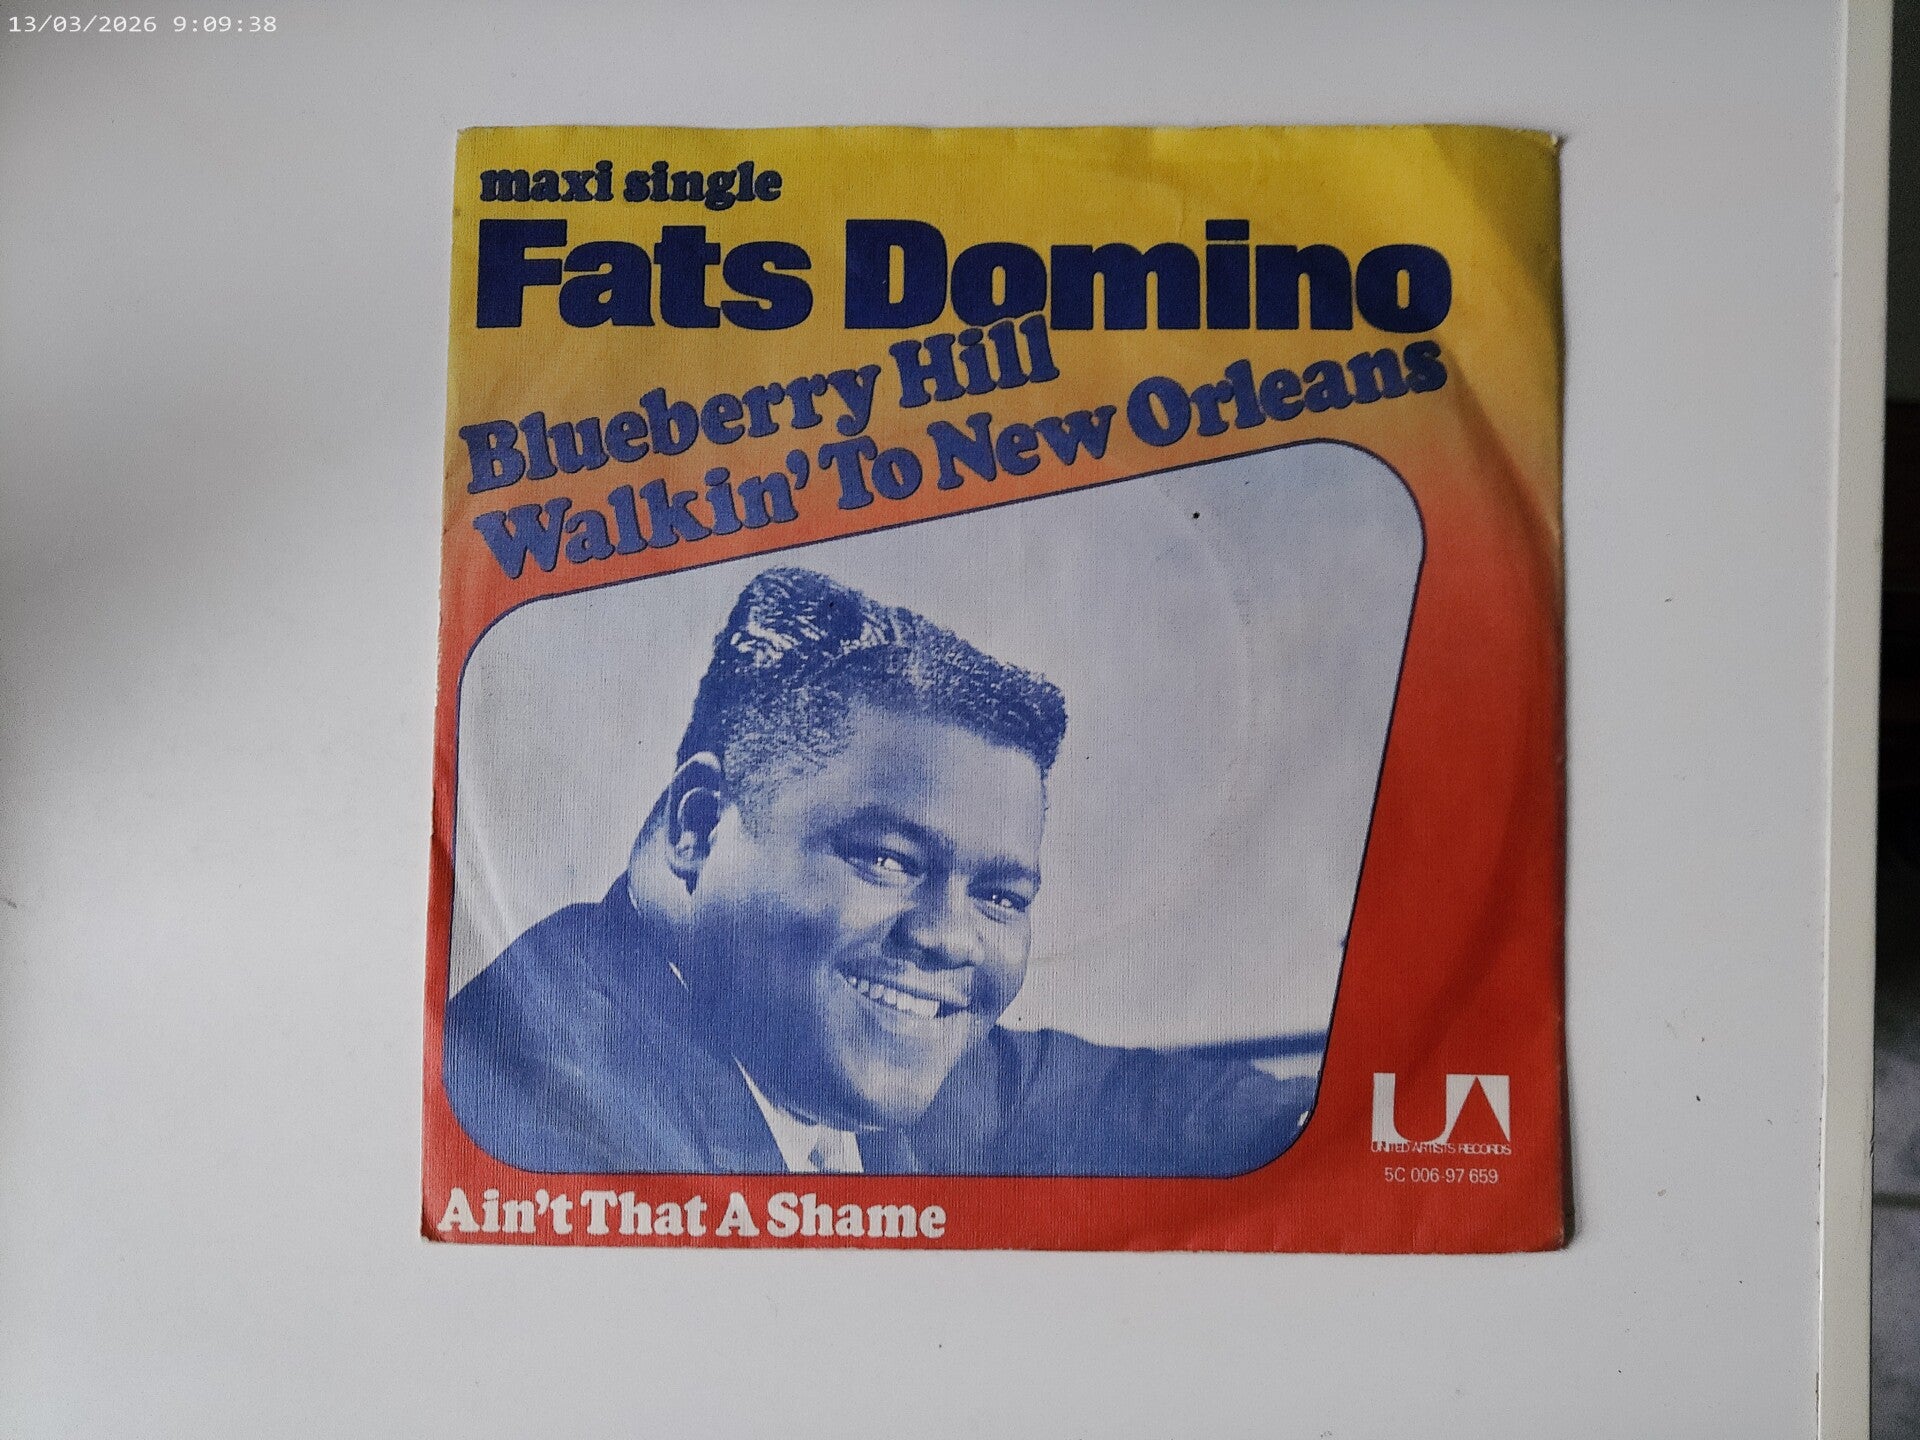 13/03/2026 9:09:38
maxi single
Fats Domino
Blueberry Hill
Walkin' To New Orleans
UA
UNITED ARTISTS RECORDS
5C 006-97 659
Ain't That A Shame